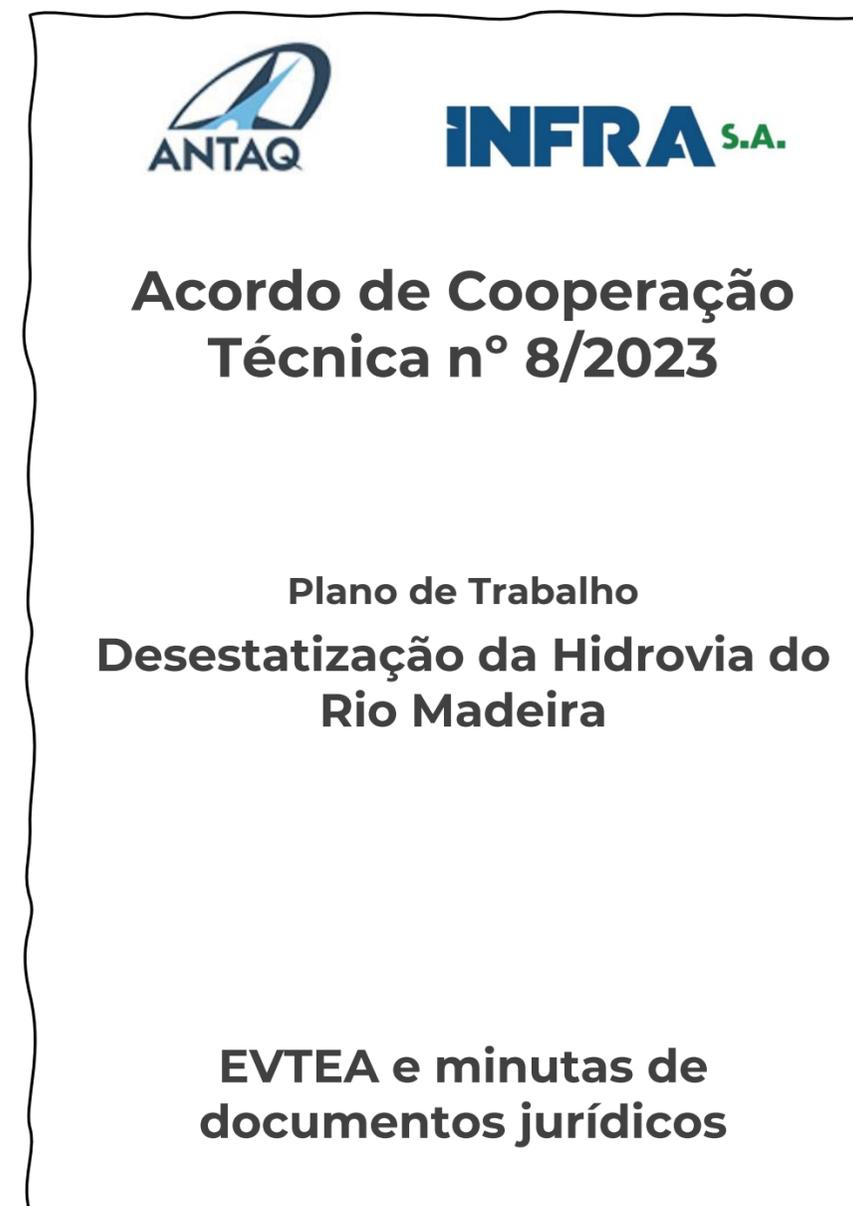 ANTAQ
INFRA S.A.
Acordo de Cooperação
Técnica nº 8/2023
Plano de Trabalho
Desestatização da Hidrovia do
Rio Madeira
EVTEA e minutas de
documentos jurídicos